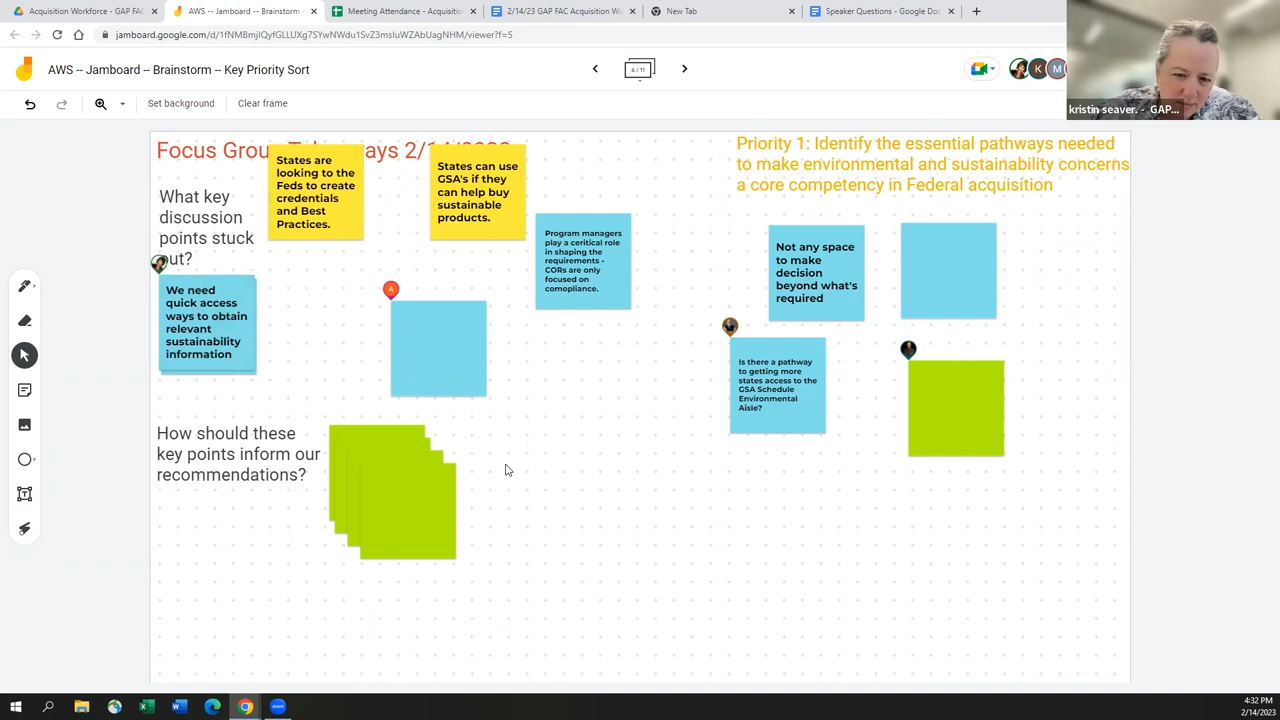 Acquisition Workforce - GAP FAC
AWS -- Jamboard -- Brainstorm -
Meeting Attendance - Acquisitio
2/14/23 GAP FAC Acquisition Wo
New Tab
Speaker Questions - Google Doc
jamboard.google.com/d/
/viewer?f=5
AWS -- Jamboard -- Brainstorm -- Key Priority Sort
6 / 11
K
M
kristin seaver. - GAP...
Set background
Clear frame
Focus Grou
ays 2/14/2023
Priority 1: Identify the essential pathways needed
to make environmental and sustainability concerns
a core competency in Federal acquisition
What key
discussion
points stuck
out?
States are
looking to the
Feds to create
credentials
and Best
Practices.
States can use
GSA's if they
can help buy
sustainable
products.
Program managers
play a ceritical role
in shaping the
requirements -
CORs are only
focused on
comopliance.
We need
quick access
ways to obtain
relevant
sustainability
information
A
Not any space
to make
decision
beyond what's
required
Is there a pathway
to getting more
states access to the
GSA Schedule
Environmental
Aisle?
How should these
key points inform our
recommendations?
zoom
4:32 PM
2/14/2023